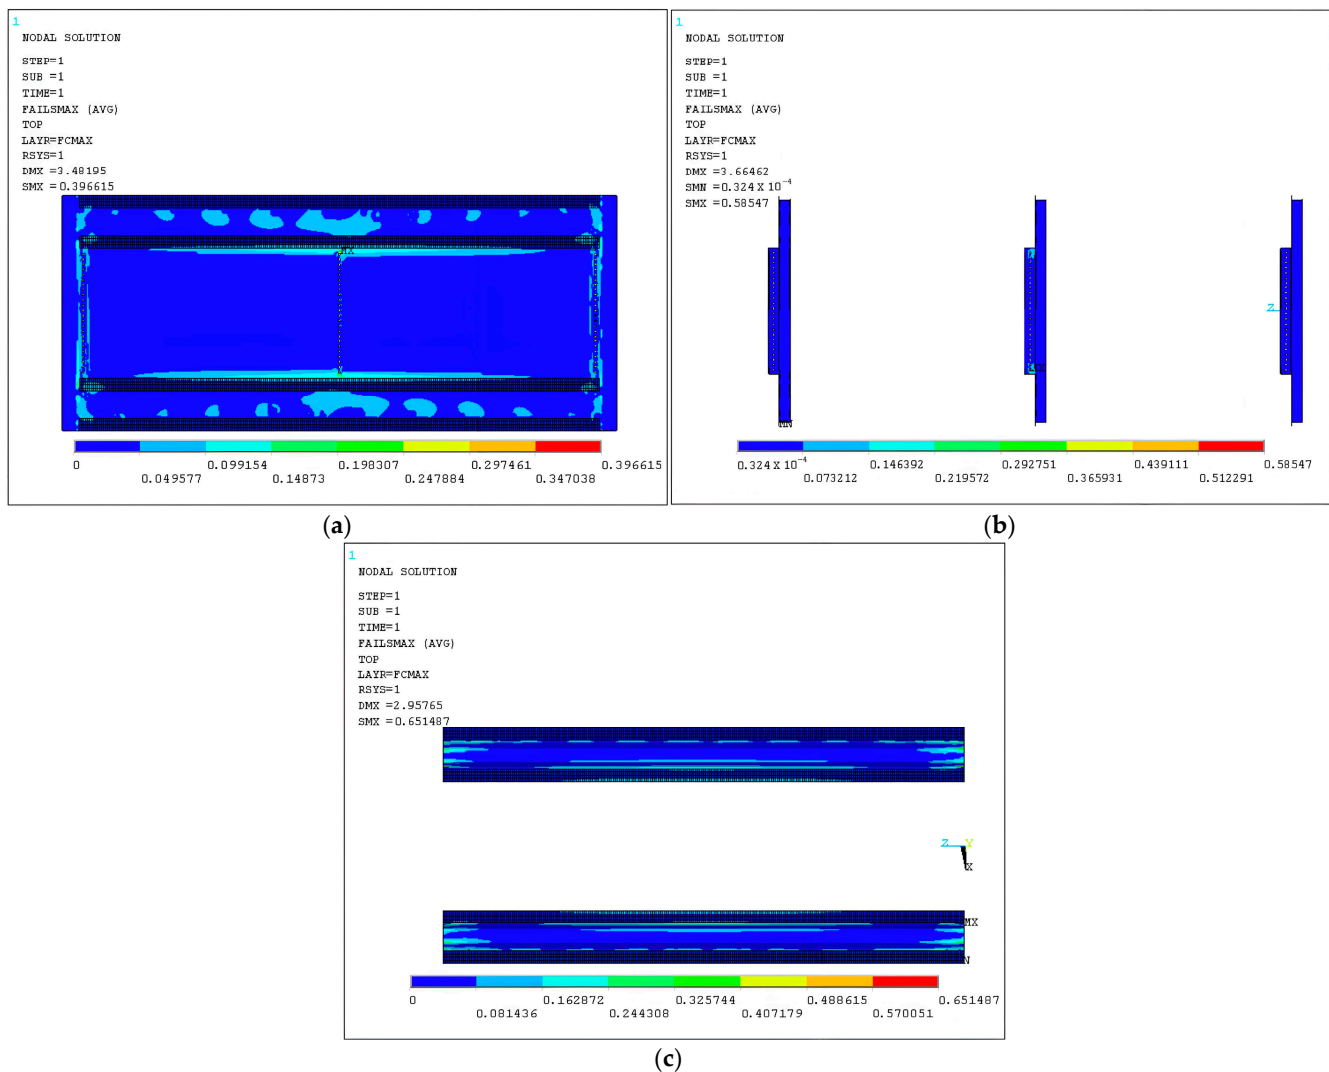 1
NODAL SOLUTION
STEP=1
SUB =1
TIME=1
FAILSMAX (AVG)
TOP
LAYR=FCMAX
RSYS=1
DMX =3.48195
SMX =0.396615
MX
0
0.049577
0.099154
0.14873
0.198307
0.247884
0.297461
0.347038
0.396615
(a)
1
NODAL SOLUTION
STEP=1
SUB =1
TIME=1
FAILSMAX (AVG)
TOP
LAYR=FCMAX
RSYS=1
DMX =3.66462
SMN =0.324 X 10⁻⁴
SMX =0.58547
Z
MN
0.324 X 10⁻⁴
0.073212
0.146392
0.219572
0.292751
0.365931
0.439111
0.512291
0.58547
(b)
1
NODAL SOLUTION
STEP=1
SUB =1
TIME=1
FAILSMAX (AVG)
TOP
LAYR=FCMAX
RSYS=1
DMX =2.95765
SMX =0.651487
Z Y
X
MX
N
0
0.081436
0.162872
0.244308
0.325744
0.407179
0.488615
0.570051
0.651487
(c)